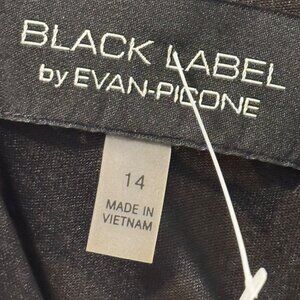 BLACK LABEL
by EVAN-PICONE
14
MADE IN
VIETNAM